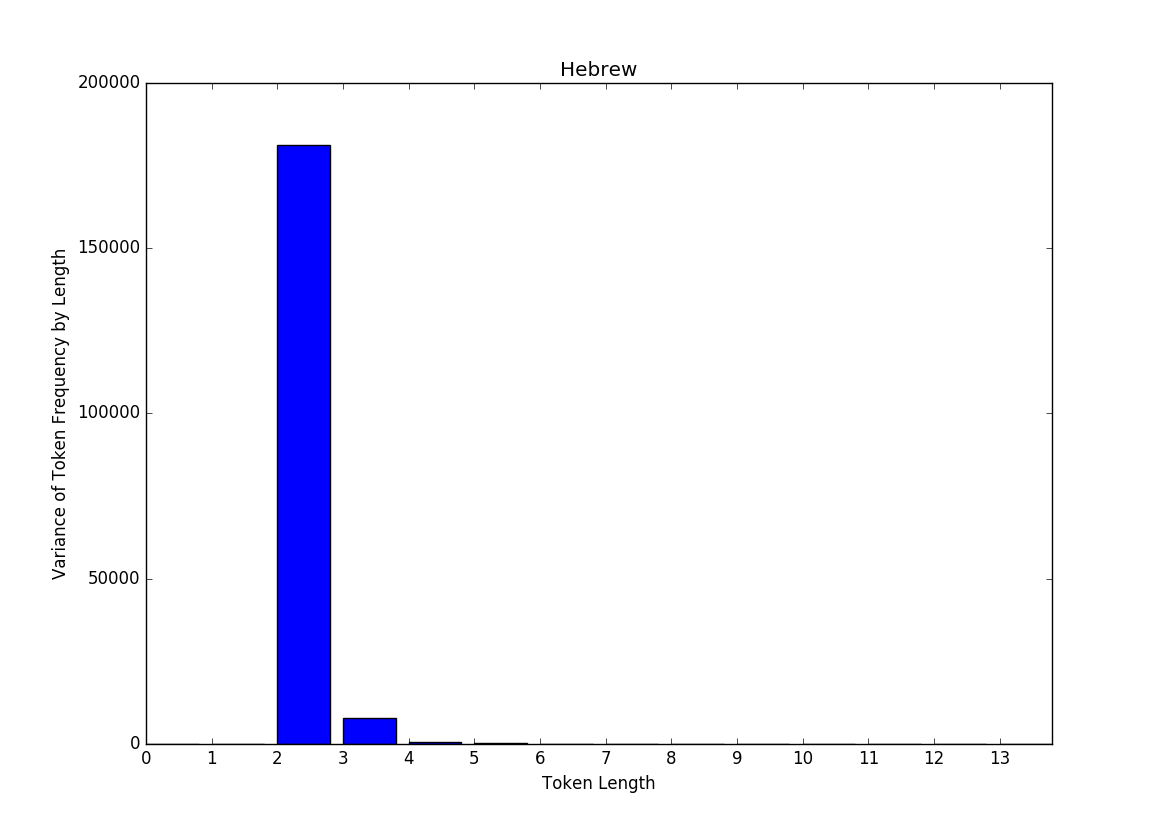 Hebrew
200000
150000
100000
50000
0
Variance of Token Frequency by Length
0 1 2 3 4 5 6 7 8 9 10 11 12 13
Token Length